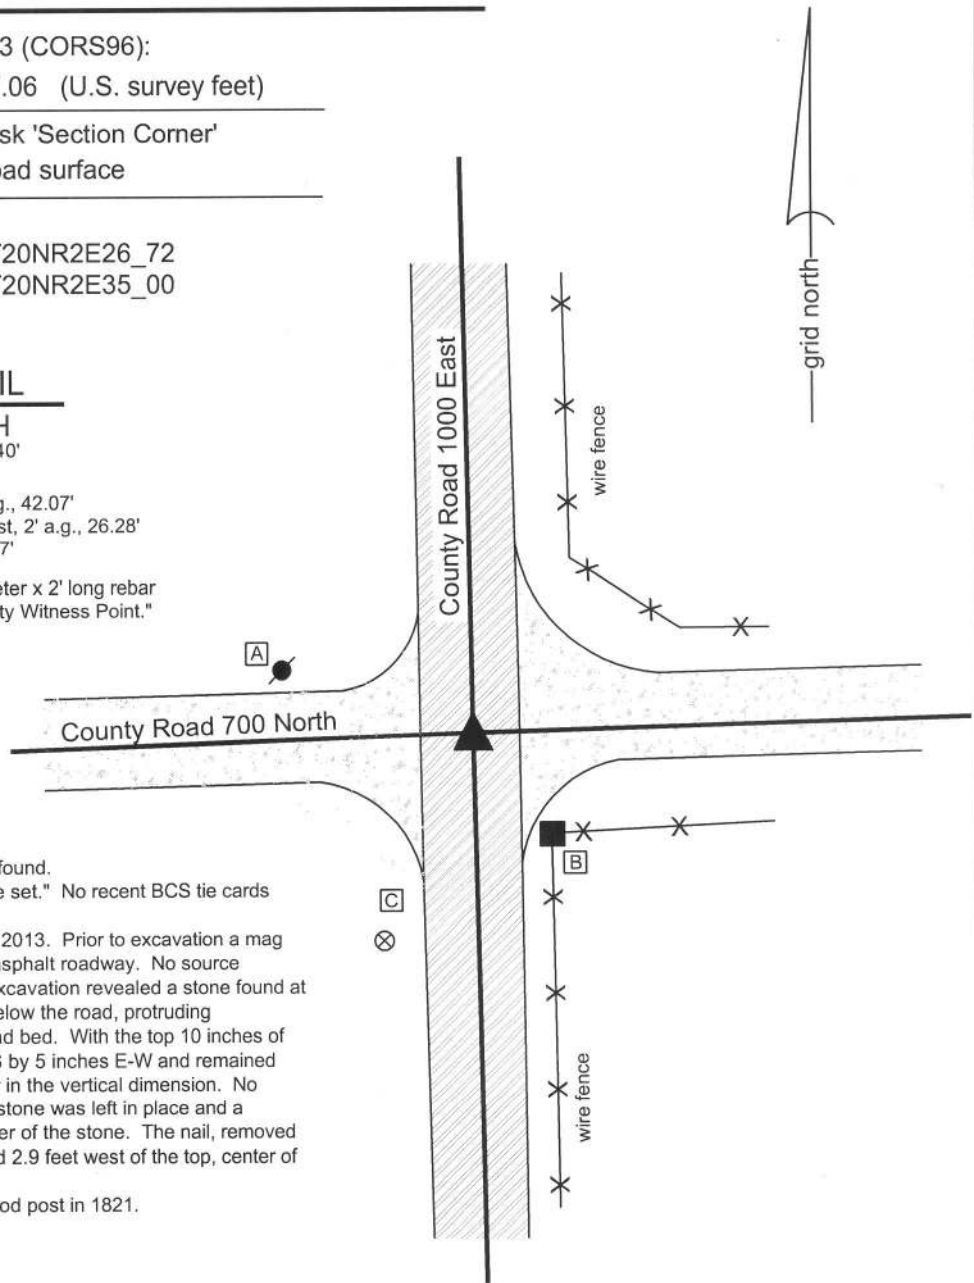 3 (CORS96):
.06 (U.S. survey feet)
sk 'Section Corner'
oad surface
20NR2E26_72
20NR2E35_00
IL
H
40'
g., 42.07'
st, 2' a.g., 26.28'
7'
eter x 2' long rebar
ty Witness Point."
grid north
wire fence
County Road 1000 East
A
County Road 700 North
B
C
found.
e set." No recent BCS tie cards
2013. Prior to excavation a mag
asphalt roadway. No source
xcavation revealed a stone found at
elow the road, protruding
ad bed. With the top 10 inches of
S by 5 inches E-W and remained
r in the vertical dimension. No
stone was left in place and a
er of the stone. The nail, removed
d 2.9 feet west of the top, center of
od post in 1821.
wire fence